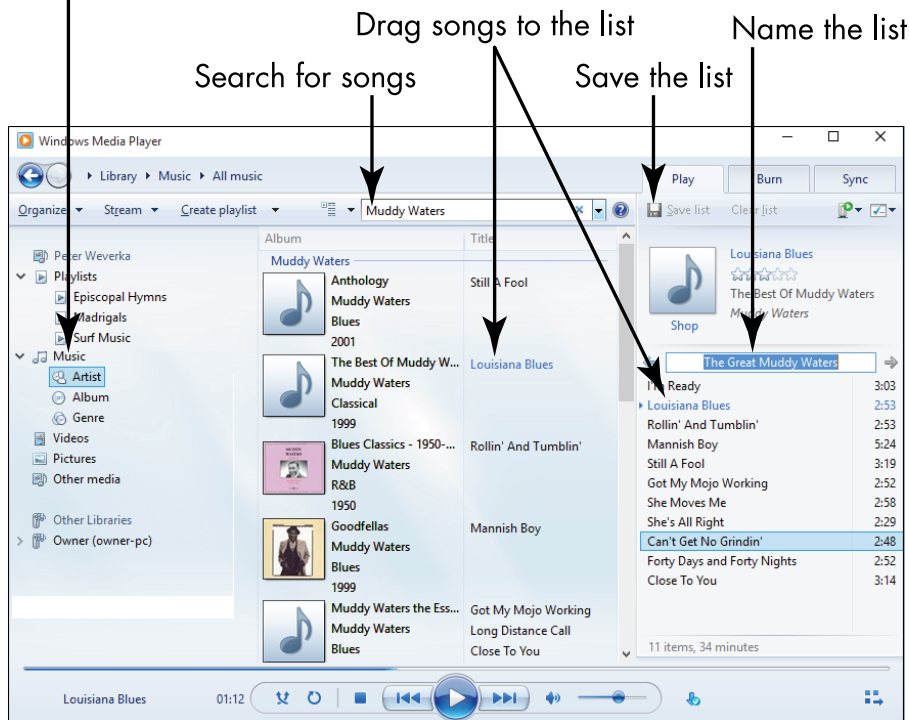 Drag songs to the list
Name the list
Search for songs
Save the list
Windows Media Player
Library Music All music
Play
Burn
Sync
Organize Stream Create playlist
Muddy Waters
Save list
Clear list
Peter Weverka
Playlists
Episcopal Hymns
Madrigals
Surf Music
Music
Artist
Album
Genre
Videos
Pictures
Other media
Other Libraries
Owner (owner-pc)
Album
Title
Muddy Waters
Anthology
Muddy Waters
Blues
2001
Still A Fool
The Best Of Muddy W...
Muddy Waters
Classical
1999
Louisiana Blues
Blues Classics - 1950-...
Muddy Waters
R&B
1950
Rollin' And Tumblin'
Goodfellas
Muddy Waters
Blues
1999
Mannish Boy
Muddy Waters the Ess...
Muddy Waters
Blues
Got My Mojo Working
Long Distance Call
Close To You
Shop
Louisiana Blues
The Best Of Muddy Waters
Muddy Waters
The Great Muddy Waters
I'm Ready 3:03
Louisiana Blues 2:53
Rollin' And Tumblin' 2:53
Mannish Boy 5:24
Still A Fool 3:19
Got My Mojo Working 2:52
She Moves Me 2:58
She's All Right 2:29
Can't Get No Grindin' 2:48
Forty Days and Forty Nights 2:52
Close To You 3:14
11 items, 34 minutes
Louisiana Blues 01:12